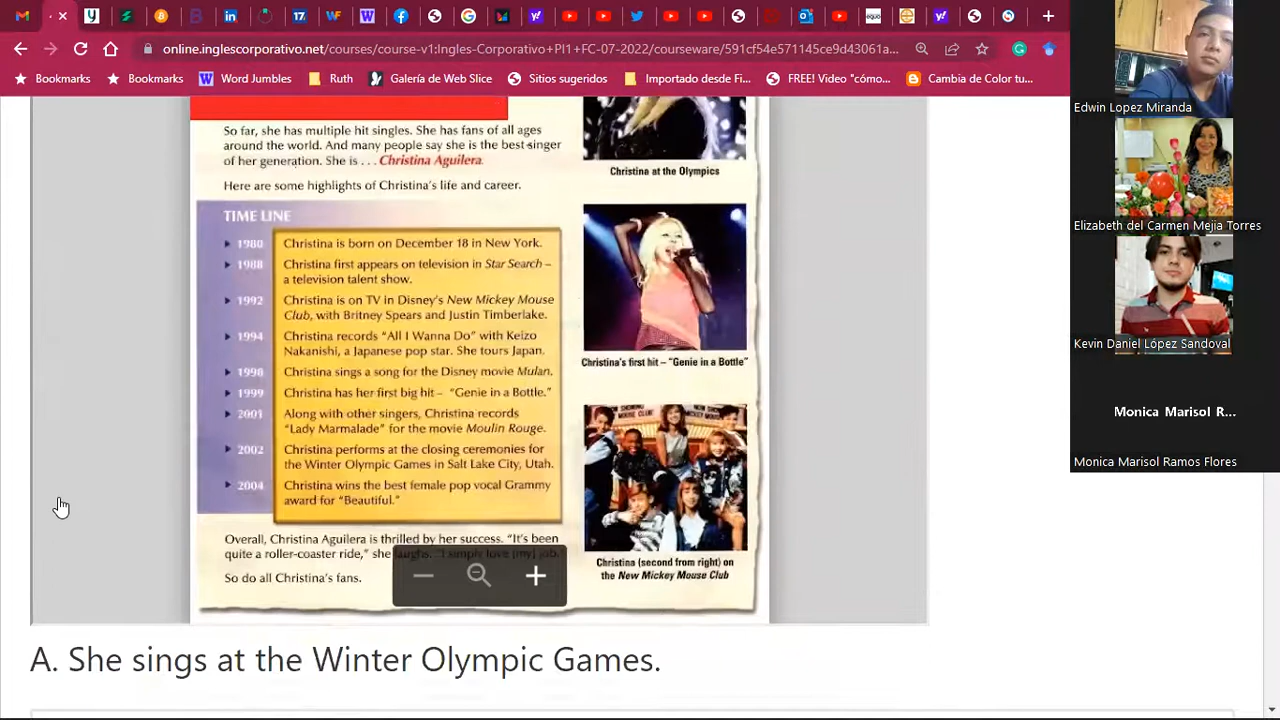 online.inglescorporativo.net/courses/course-v1:Ingles-Corporativo+PI1+FC-07-2022/courseware/591cf54e571145ce9d43061a...
Bookmarks
Bookmarks
Word Jumbles
Ruth
Galería de Web Slice
Sitios sugeridos
Importado desde Fi...
FREE! Video "cómo...
Cambia de Color tu...
So far, she has multiple hit singles. She has fans of all ages
around the world. And many people say she is the best singer
of her generation. She is . . . Christina Aguilera.
Here are some highlights of Christina's life and career.
TIME LINE
1980 Christina is born on December 18 in New York.
1988 Christina first appears on television in Star Search –
a television talent show.
1992 Christina is on TV in Disney's New Mickey Mouse
Club, with Britney Spears and Justin Timberlake.
1994 Christina records "All I Wanna Do" with Keizo
Nakanishi, a Japanese pop star. She tours Japan.
1998 Christina sings a song for the Disney movie Mulan.
1999 Christina has her first big hit – "Genie in a Bottle."
2001 Along with other singers, Christina records
"Lady Marmalade" for the movie Moulin Rouge.
2002 Christina performs at the closing ceremonies for
the Winter Olympic Games in Salt Lake City, Utah.
2004 Christina wins the best female pop vocal Grammy
award for "Beautiful."
Overall, Christina Aguilera is thrilled by her success. "It's been
quite a roller-coaster ride," she laughs. "I simply love [my] job.
So do all Christina's fans.
Christina at the Olympics
Christina's first hit – "Genie in a Bottle"
Christina (second from right) on
the New Mickey Mouse Club
A. She sings at the Winter Olympic Games.
Edwin Lopez Miranda
Elizabeth del Carmen Mejia Torres
Kevin Daniel López Sandoval
Monica Marisol R...
Monica Marisol Ramos Flores